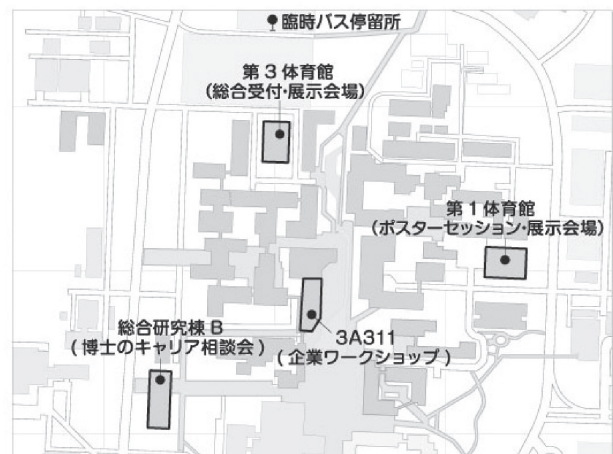 臨時バス停留所
第3体育館
(総合受付・展示会場)
第1体育館
(ポスターセッション・展示会場)
総合研究棟B
(博士のキャリア相談会)
3A311
(企業ワークショップ)